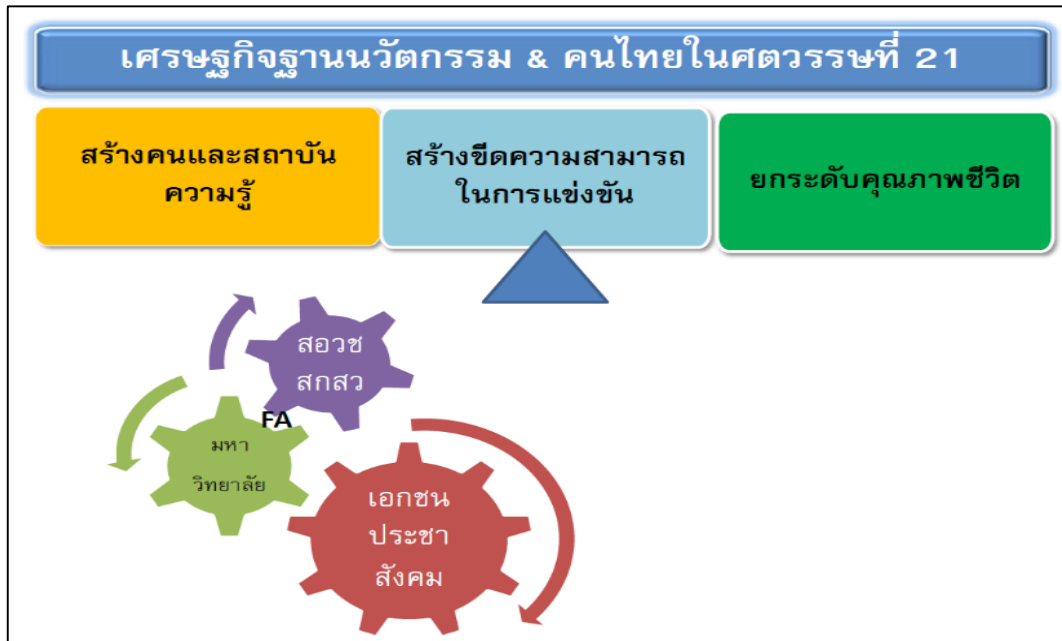 เศรษฐกิจฐานนวัตกรรม & คนไทยในศตวรรษที่ 21
สร้างคนและสถาบัน
ความรู้
สร้างขีดความสามารถ
ในการแข่งขัน
ยกระดับคุณภาพชีวิต
สอวช
สกสว
FA
มหา
วิทยาลัย
เอกชน
ประชา
สังคม